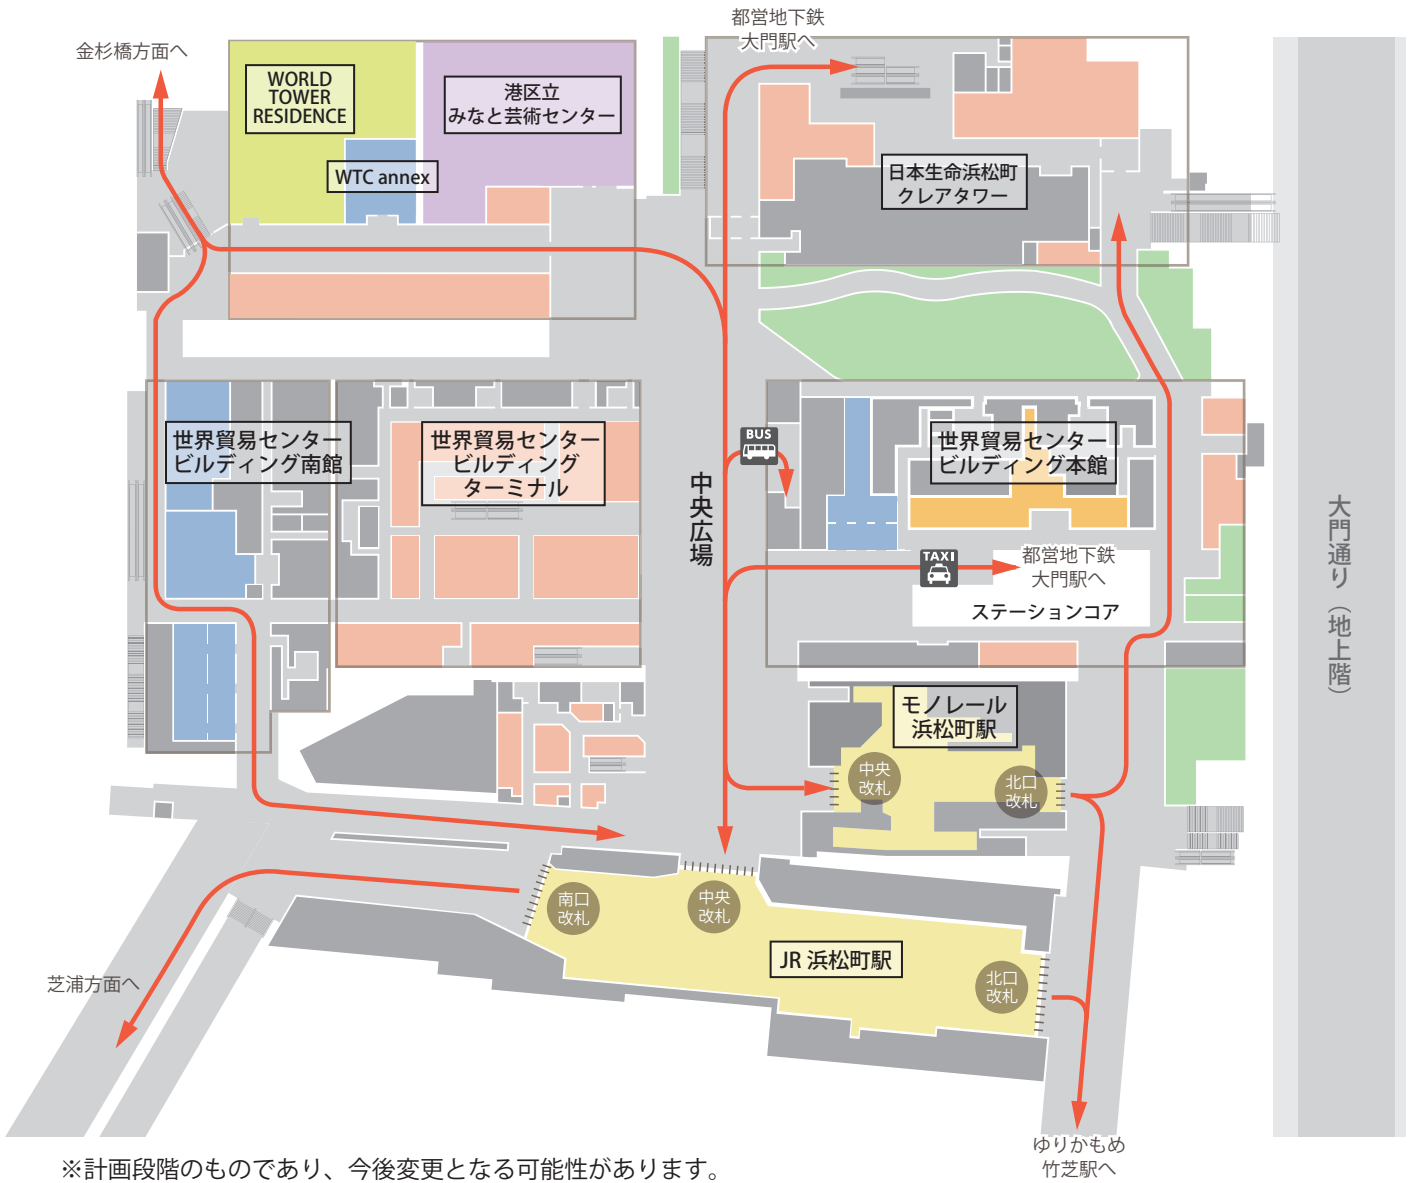 都営地下鉄
大門駅へ
金杉橋方面へ
WORLD
TOWER
RESIDENCE
港区立
みなと芸術センター
WTC annex
日本生命浜松町
クレアタワー
世界貿易センター
ビルディング南館
世界貿易センター
ビルディング
ターミナル
BUS
世界貿易センター
ビルディング本館
中央広場
大門通り（地上階）
TAXI
都営地下鉄
大門駅へ
ステーションコア
モノレール
浜松町駅
中央
改札
北口
改札
南口
改札
中央
改札
JR 浜松町駅
北口
改札
芝浦方面へ
ゆりかもめ
竹芝駅へ
※計画段階のものであり、今後変更となる可能性があります。